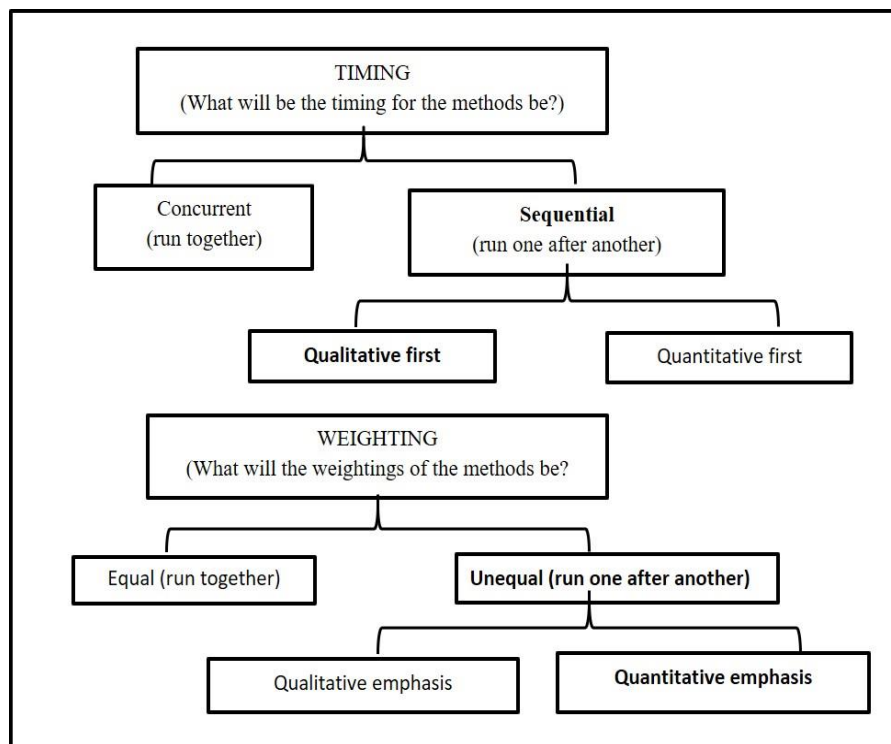 TIMING
(What will be the timing for the methods be?)
Concurrent
(run together)
Sequential
(run one after another)
Qualitative first
Quantitative first
WEIGHTING
(What will the weightings of the methods be?
Equal (run together)
Unequal (run one after another)
Qualitative emphasis
Quantitative emphasis